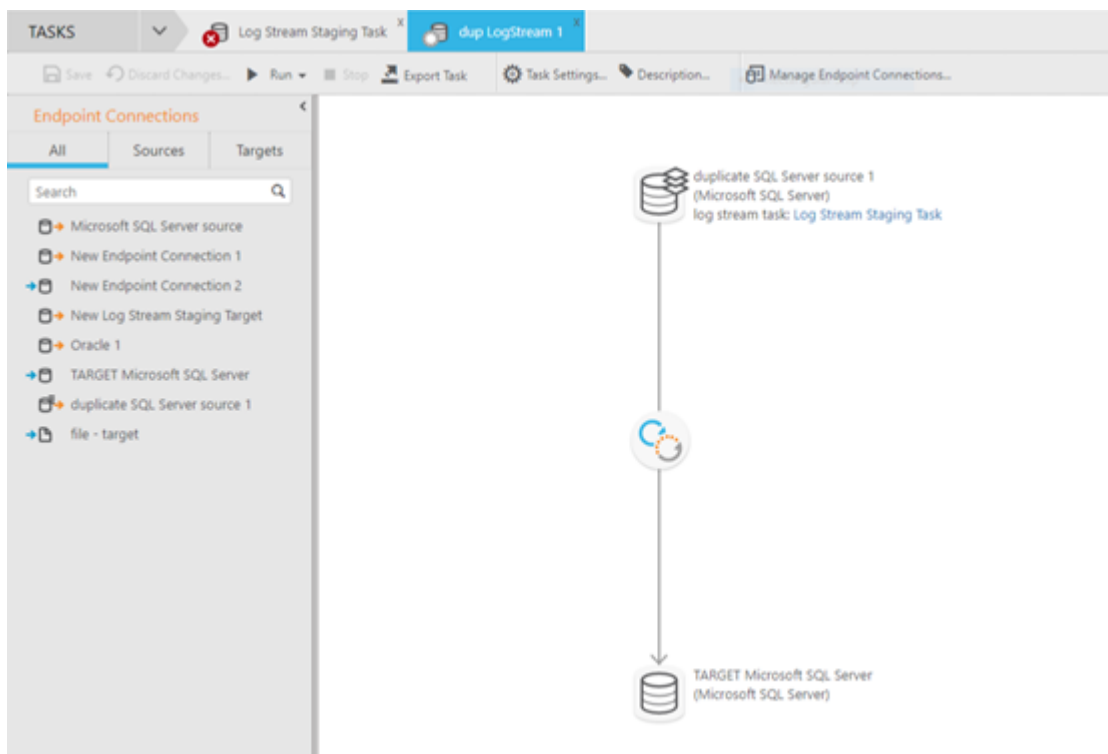 TASKS
Log Stream Staging Task x
dup LogStream 1 x
Save Discard Changes... Run Stop Export Task Task Settings... Description... Manage Endpoint Connections...
Endpoint Connections
All Sources Targets
Search
Microsoft SQL Server source
New Endpoint Connection 1
New Endpoint Connection 2
New Log Stream Staging Target
Oracle 1
TARGET Microsoft SQL Server
duplicate SQL Server source 1
file - target
duplicate SQL Server source 1
(Microsoft SQL Server)
log stream task: Log Stream Staging Task
TARGET Microsoft SQL Server
(Microsoft SQL Server)